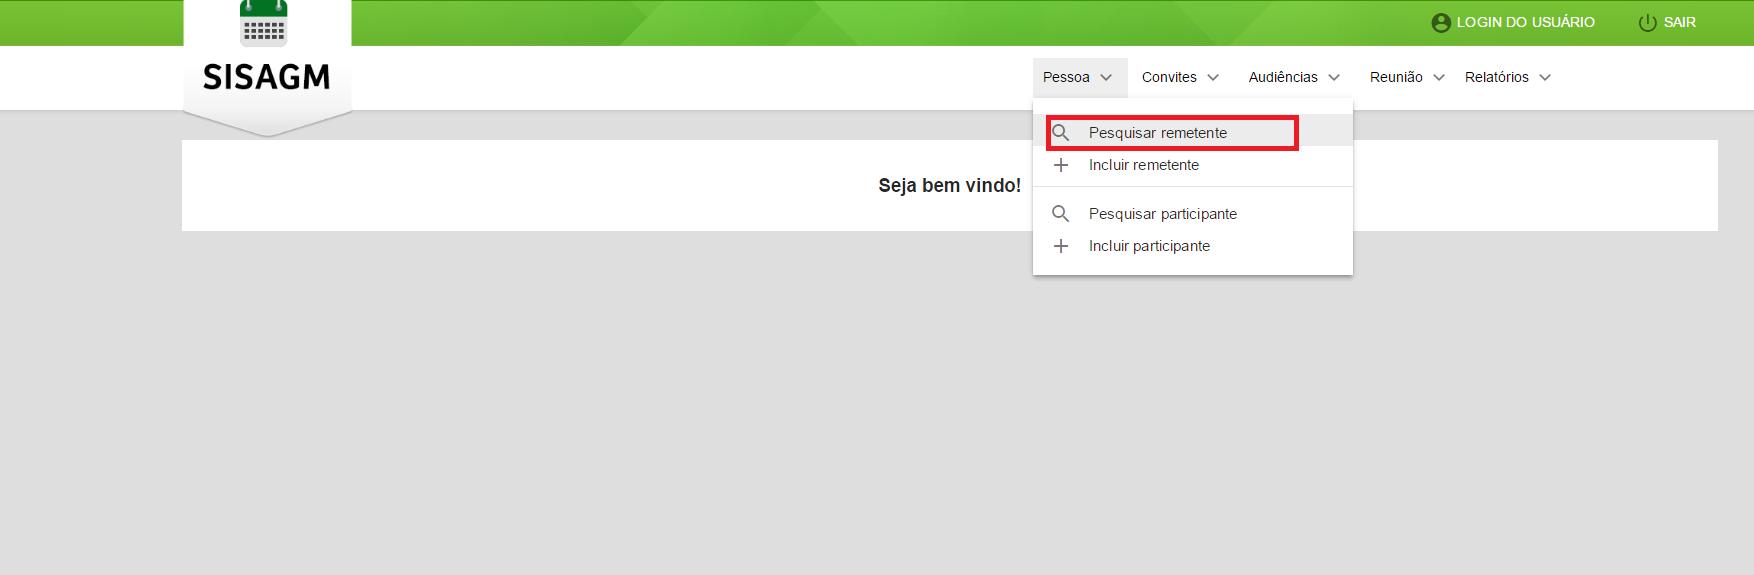 LOGIN DO USUÁRIO SAIR
SISAGM
Pessoa Convites Audiências Reunião Relatórios
Pesquisar remetente
Incluir remetente
Seja bem vindo!
Pesquisar participante
Incluir participante